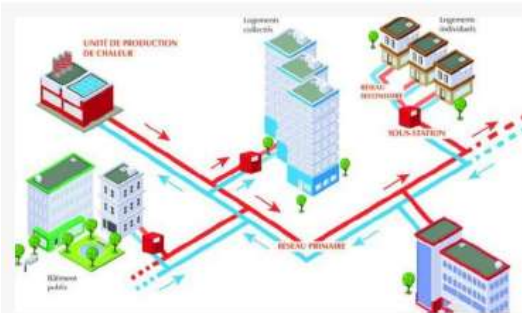 UNITÉ DE PRODUCTION
DE CHALEUR
Logements
collectifs
Logements
individuels
RÉSEAU
SECONDAIRE
SOUS-STATION
RÉSEAU PRIMAIRE
Bâtiment
public